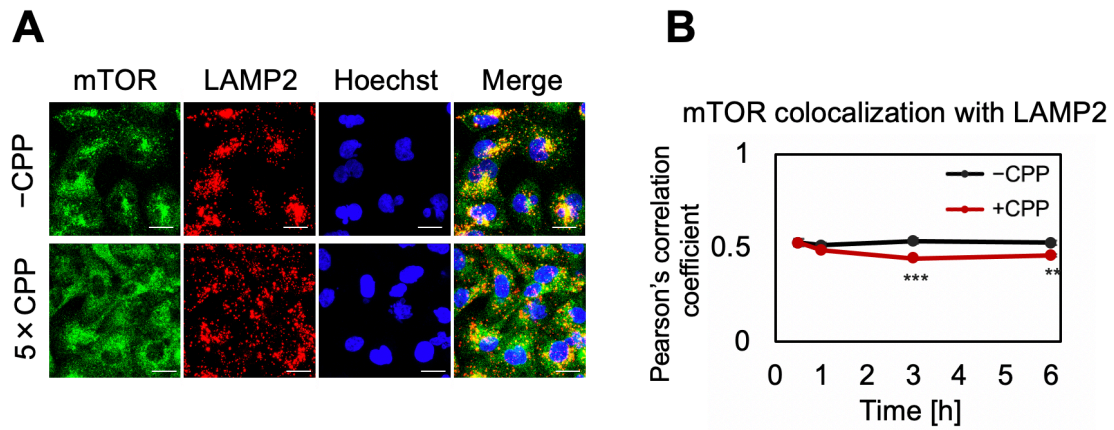 A
mTOR LAMP2 Hoechst Merge
−CPP
5 × CPP
B
mTOR colocalization with LAMP2
Pearson's correlation
coefficient
1
0.5
0
−CPP
+CPP
***
**
0 1 2 3 4 5 6
Time [h]